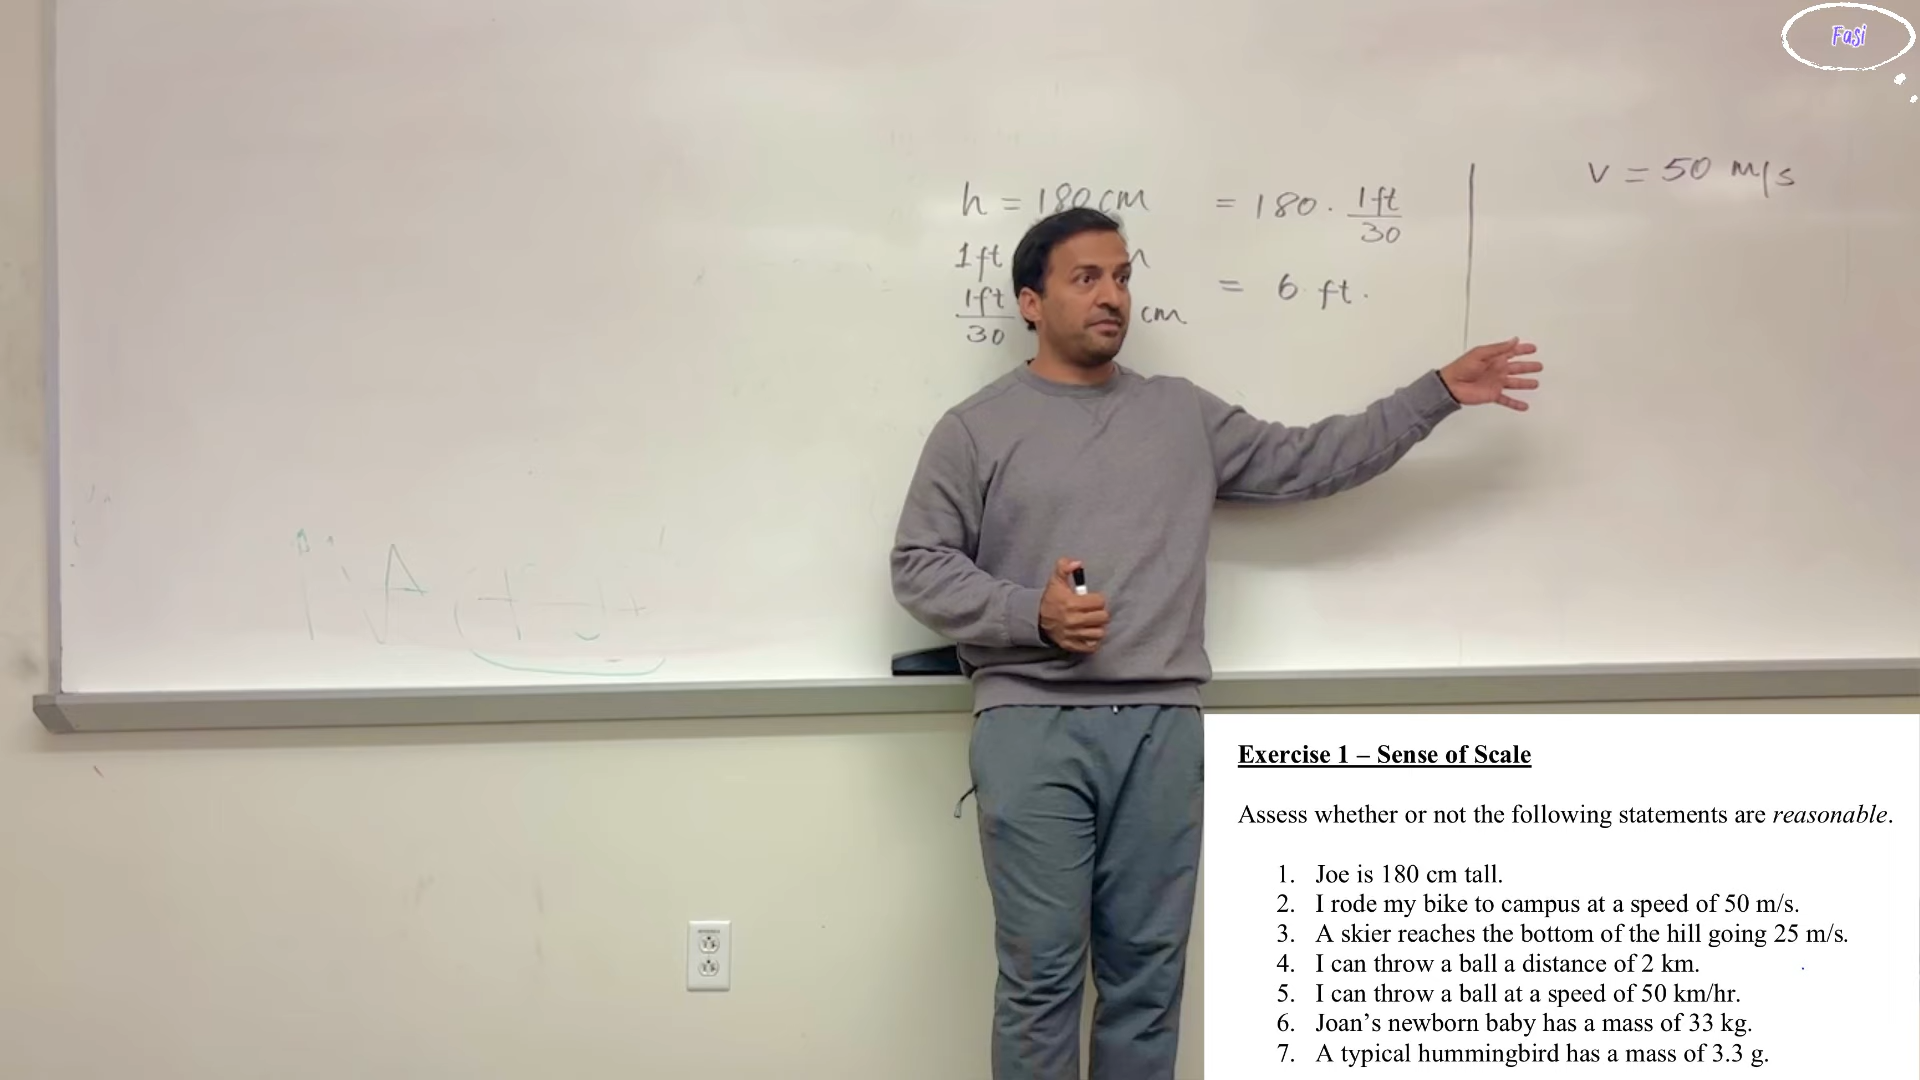 Fasi
h = 180 cm = 180 . 1ft/30
1ft
1ft/30 cm
= 6 ft.
v = 50 m/s
A
Exercise 1 – Sense of Scale
Assess whether or not the following statements are reasonable.
1. Joe is 180 cm tall.
2. I rode my bike to campus at a speed of 50 m/s.
3. A skier reaches the bottom of the hill going 25 m/s.
4. I can throw a ball a distance of 2 km.
5. I can throw a ball at a speed of 50 km/hr.
6. Joan’s newborn baby has a mass of 33 kg.
7. A typical hummingbird has a mass of 3.3 g.